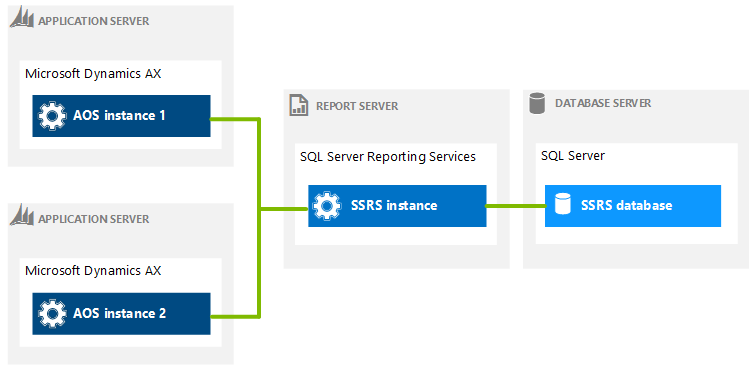 APPLICATION SERVER
Microsoft Dynamics AX
AOS instance 1
APPLICATION SERVER
Microsoft Dynamics AX
AOS instance 2
REPORT SERVER
SQL Server Reporting Services
SSRS instance
DATABASE SERVER
SQL Server
SSRS database